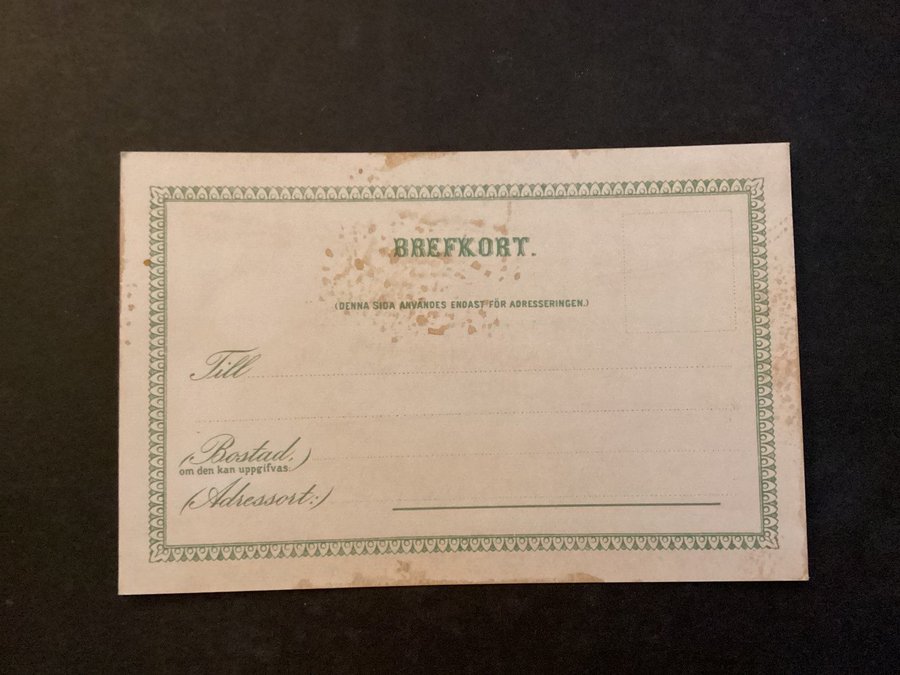 BREFKORT.
(DENNA SIDA ANVÄNDES ENDAST FÖR ADRESSERINGEN.)
Till
(Bostad,)
om den kan uppgifvas:
(Adressort:)